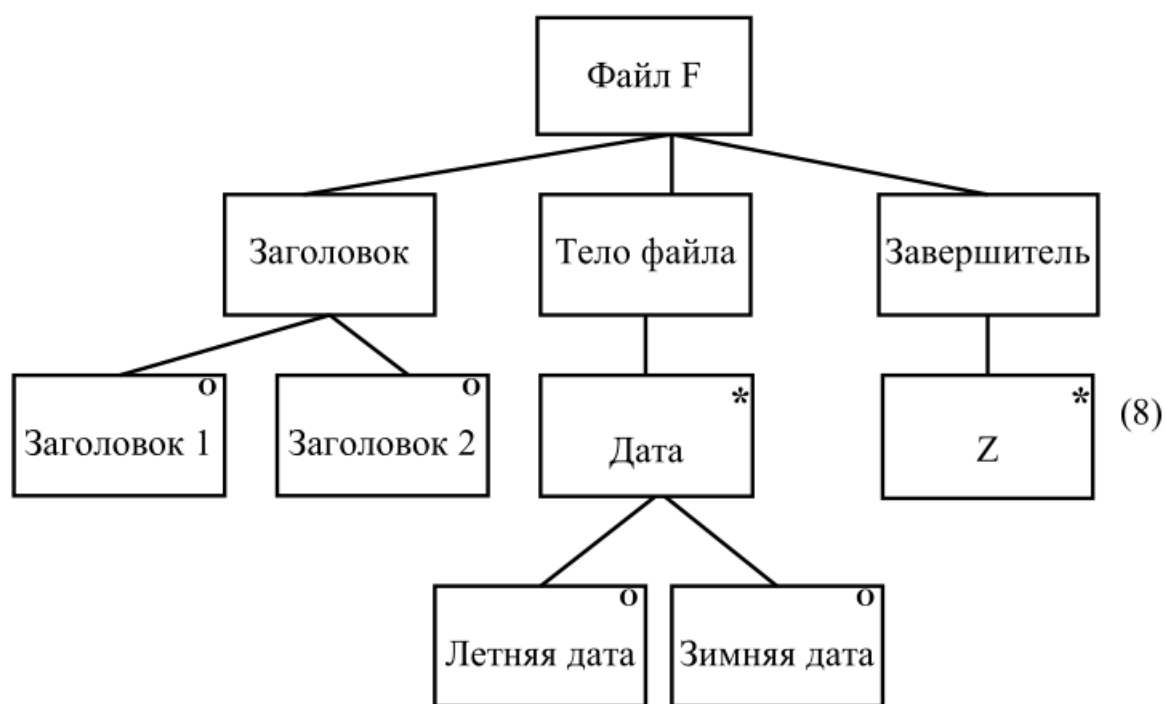 Файл F
Заголовок
Тело файла
Завершитель
Заголовок 1
o
Заголовок 2
o
Дата
*
Z
*
(8)
Летняя дата
o
Зимняя дата
o